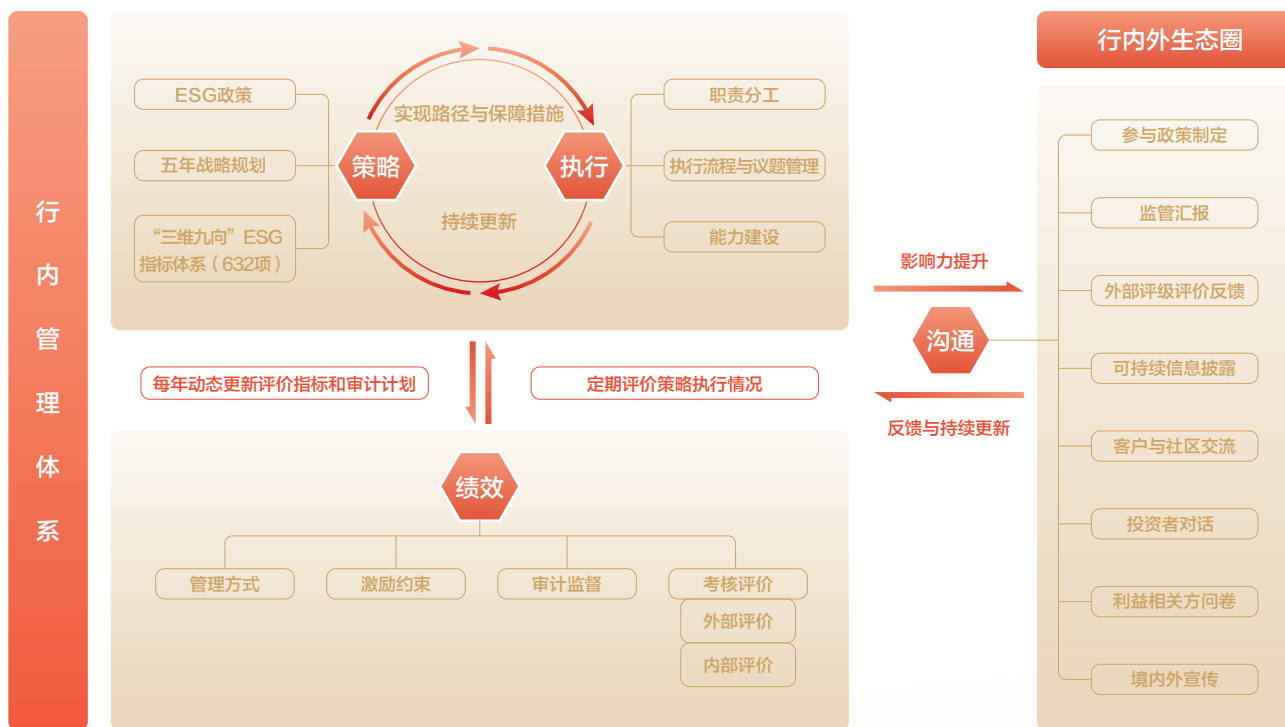 行
内
管
理
体
系
ESG政策
五年战略规划
“三维九向”ESG
指标体系（632项）
策略
实现路径与保障措施
持续更新
执行
职责分工
执行流程与议题管理
能力建设
每年动态更新评价指标和审计计划
定期评价策略执行情况
绩效
管理方式
激励约束
审计监督
考核评价
外部评价
内部评价
影响力提升
沟通
反馈与持续更新
行内外生态圈
参与政策制定
监管汇报
外部评级评价反馈
可持续信息披露
客户与社区交流
投资者对话
利益相关方问卷
境内外宣传